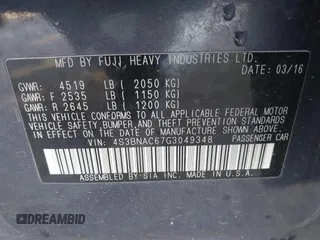 MFD. BY FUJI HEAVY INDUSTRIES LTD.
03/16
GVWR: 4519 LB ( 2050 KG)
GAWR: F 2535 LB ( 1150 KG)
GAWR: R 2645 LB ( 1200 KG)
THIS VEHICLE CONFORMS TO ALL APPLICABLE FEDERAL MOTOR
VEHICLE SAFETY, BUMPER, AND THEFT PREVENTION STANDARDS
IN EFFECT ON THE DATE OF MANUFACTURE SHOWN ABOVE.
VIN: 4S3BNAC67G3049348 PASSENGER CAR
ASSEMBLED BY SIA MADE IN U.S.A.
DREAMBID